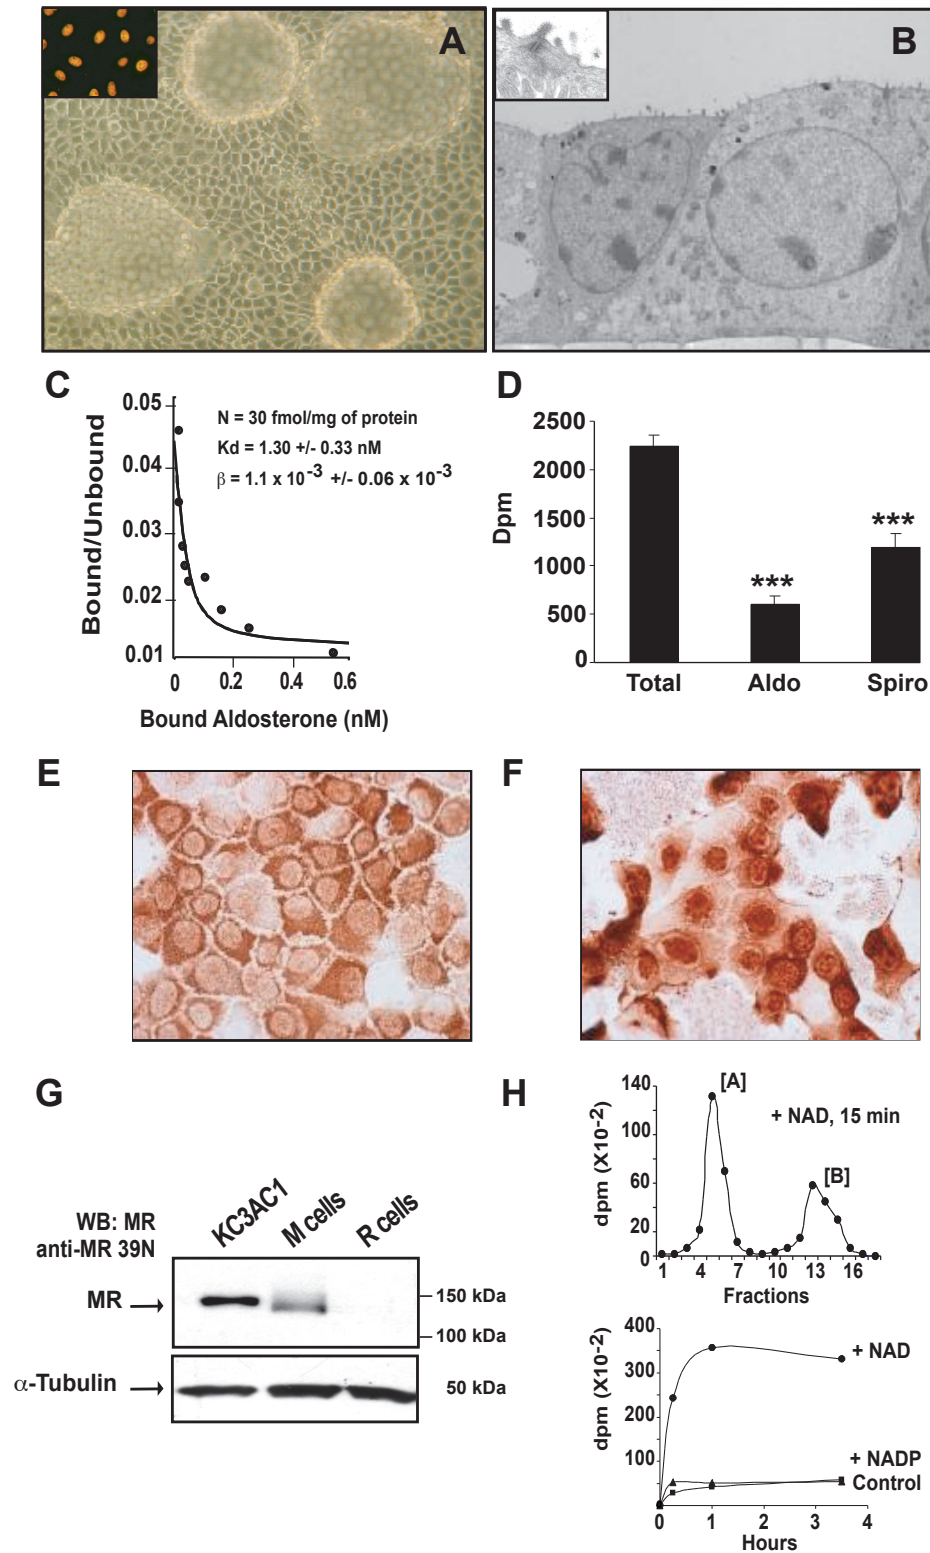 A
B
C
0.05
0.04
0.03
0.02
0.01
Bound/Unbound
N = 30 fmol/mg of protein
Kd = 1.30 +/- 0.33 nM
β = 1.1 x 10-3 +/- 0.06 x 10-3
0 0.2 0.4 0.6
Bound Aldosterone (nM)
D
2500
2000
1500
1000
500
0
Dpm
***
***
Total Aldo Spiro
E
F
G
KC3AC1 M cells R cells
WB: MR
anti-MR 39N
MR
150 kDa
100 kDa
α-Tululin
50 kDa
H
140
100
60
20
0
dpm (X10-2)
[A]
+ NAD, 15 min
[B]
1 4 7 10 13 16
Fractions
400
300
200
100
dpm (X10-2)
+ NAD
+ NADP
Control
0 1 2 3 4
Hours